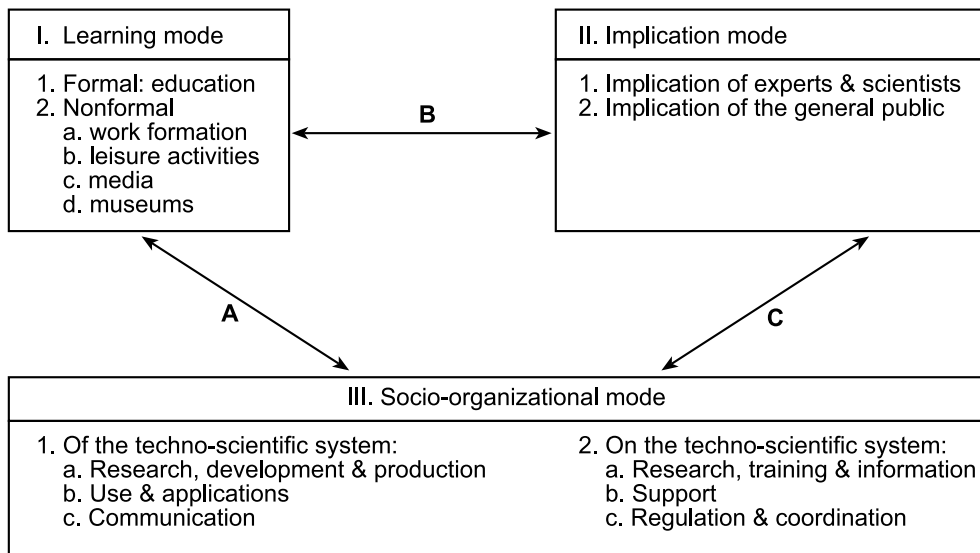 I. Learning mode
1. Formal: education
2. Nonformal
a. work formation
b. leisure activities
c. media
d. museums
B
II. Implication mode
1. Implication of experts & scientists
2. Implication of the general public
A
C
III. Socio-organizational mode
1. Of the techno-scientific system:
a. Research, development & production
b. Use & applications
c. Communication
2. On the techno-scientific system:
a. Research, training & information
b. Support
c. Regulation & coordination